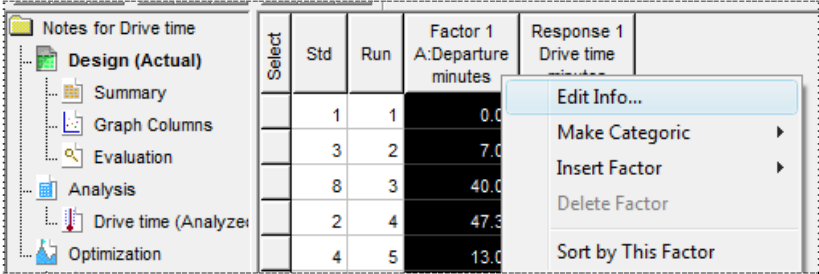 Notes for Drive time
Design (Actual)
Summary
Graph Columns
Evaluation
Analysis
Drive time (Analyzed
Optimization
Select Std Run Factor 1 A:Departure minutes Response 1 Drive time minutes
1 1 0.0
3 2 7.0
8 3 40.0
2 4 47.3
4 5 13.0
Edit Info...
Make Categoric
Insert Factor
Delete Factor
Sort by This Factor